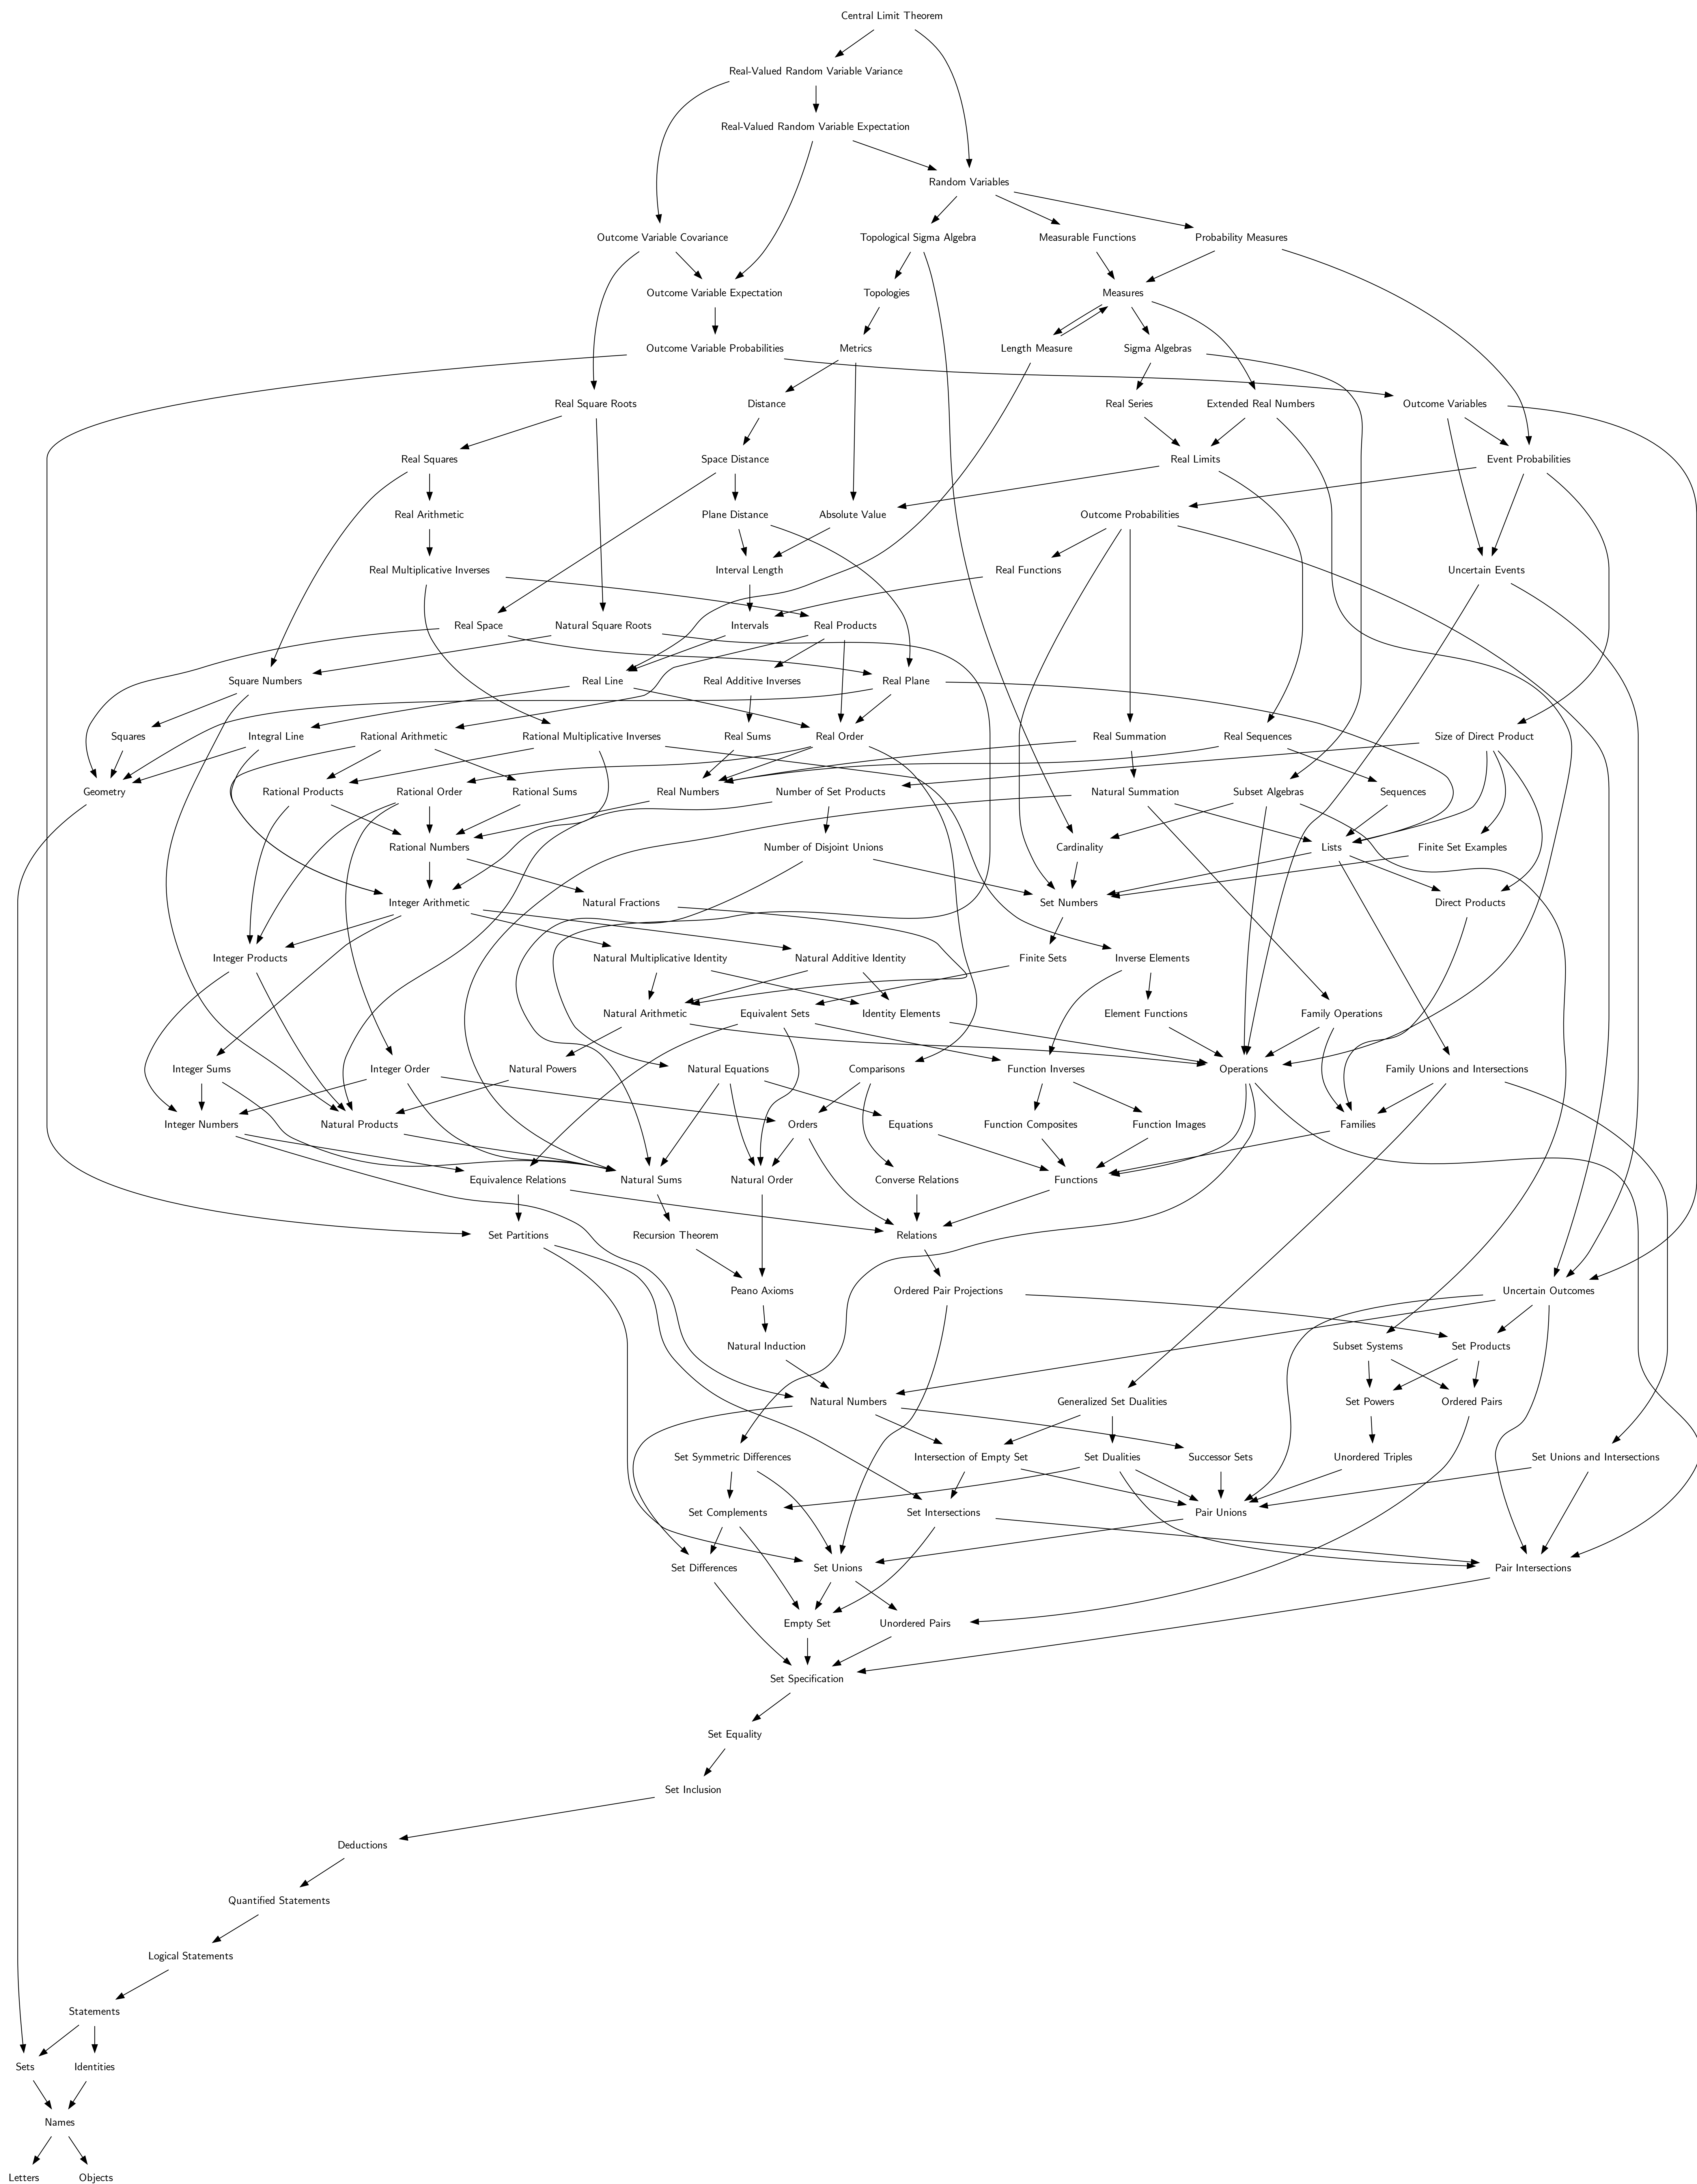 Central Limit Theorem
Real-Valued Random Variable Variance
Real-Valued Random Variable Expectation
Random Variables
Outcome Variable Covariance
Topological Sigma Algebra
Measurable Functions
Probability Measures
Outcome Variable Expectation
Topologies
Measures
Outcome Variable Probabilities
Metrics
Length Measure
Sigma Algebras
Real Square Roots
Distance
Real Series
Extended Real Numbers
Outcome Variables
Real Squares
Space Distance
Real Limits
Event Probabilities
Real Arithmetic
Plane Distance
Absolute Value
Outcome Probabilities
Real Multiplicative Inverses
Interval Length
Real Functions
Uncertain Events
Real Space
Natural Square Roots
Intervals
Real Products
Square Numbers
Real Line
Real Additive Inverses
Real Plane
Squares
Integral Line
Rational Arithmetic
Rational Multiplicative Inverses
Real Sums
Real Order
Real Summation
Real Sequences
Size of Direct Product
Geometry
Rational Products
Rational Order
Rational Sums
Real Numbers
Number of Set Products
Natural Summation
Subset Algebras
Sequences
Rational Numbers
Number of Disjoint Unions
Cardinality
Lists
Finite Set Examples
Integer Arithmetic
Natural Fractions
Set Numbers
Direct Products
Integer Products
Natural Multiplicative Identity
Natural Additive Identity
Finite Sets
Inverse Elements
Natural Arithmetic
Equivalent Sets
Identity Elements
Element Functions
Family Operations
Integer Sums
Integer Order
Natural Powers
Natural Equations
Comparisons
Function Inverses
Operations
Family Unions and Intersections
Integer Numbers
Natural Products
Orders
Equations
Function Composites
Function Images
Families
Equivalence Relations
Natural Sums
Natural Order
Converse Relations
Functions
Set Partitions
Recursion Theorem
Relations
Peano Axioms
Ordered Pair Projections
Uncertain Outcomes
Natural Induction
Subset Systems
Set Products
Natural Numbers
Generalized Set Dualities
Set Powers
Ordered Pairs
Set Symmetric Differences
Intersection of Empty Set
Set Dualities
Successor Sets
Unordered Triples
Set Unions and Intersections
Set Complements
Set Intersections
Pair Unions
Set Differences
Set Unions
Pair Intersections
Empty Set
Unordered Pairs
Set Specification
Set Equality
Set Inclusion
Deductions
Quantified Statements
Logical Statements
Statements
Sets
Identities
Names
Letters
Objects